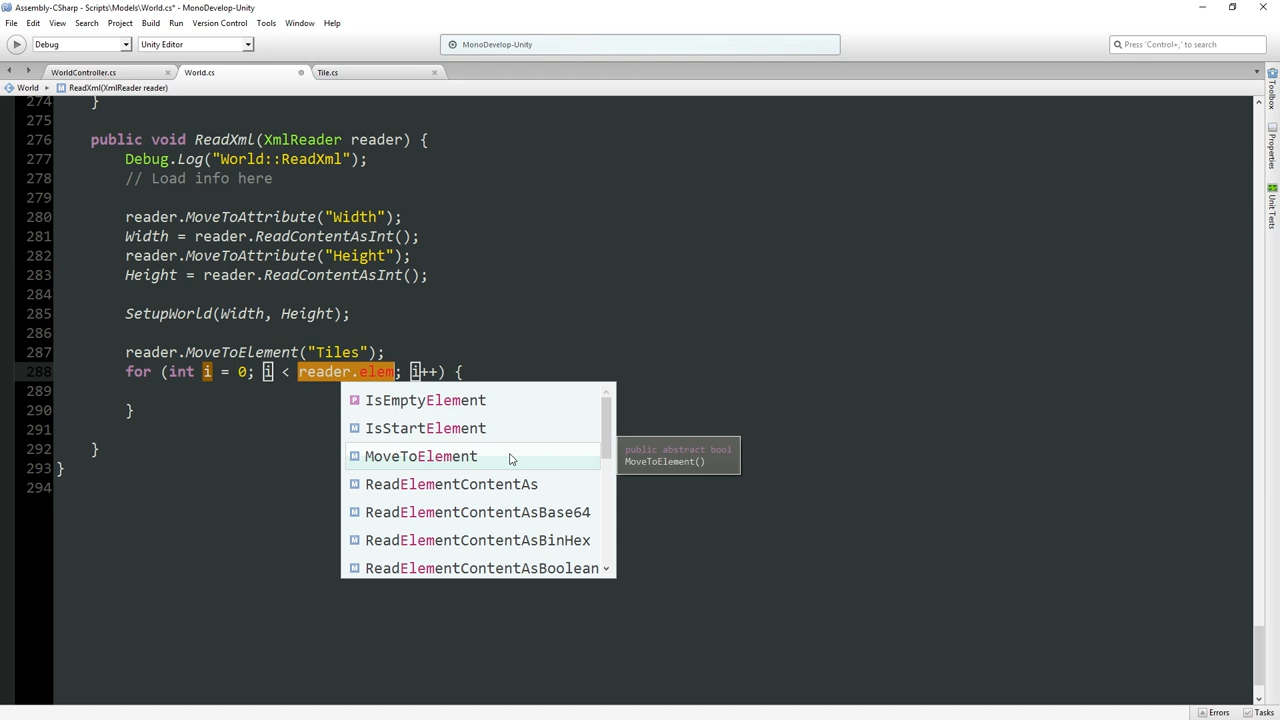 Assembly-CSharp - Scripts\Models\World.cs* - MonoDevelop-Unity
File Edit View Search Project Build Run Version Control Tools Window Help
Debug Unity Editor MonoDevelop-Unity Press 'Control+,' to search
WorldController.cs World.cs Tile.cs
World ReadXml(XmlReader reader)
274 }
275
276 public void ReadXml(XmlReader reader) {
277 Debug.Log("World::ReadXml");
278 // Load info here
279
280 reader.MoveToAttribute("Width");
281 Width = reader.ReadContentAsInt();
282 reader.MoveToAttribute("Height");
283 Height = reader.ReadContentAsInt();
284
285 SetupWorld(Width, Height);
286
287 reader.MoveToElement("Tiles");
288 for (int i = 0; i < reader.elem; i++) {
289
290 }
291
292 }
293 }
294
IsEmptyElement
IsStartElement
MoveToElement
ReadElementContentAs
ReadElementContentAsBase64
ReadElementContentAsBinHex
ReadElementContentAsBoolean
public abstract bool
MoveToElement()
Toolbox
Properties
Unit Tests
Errors Tasks